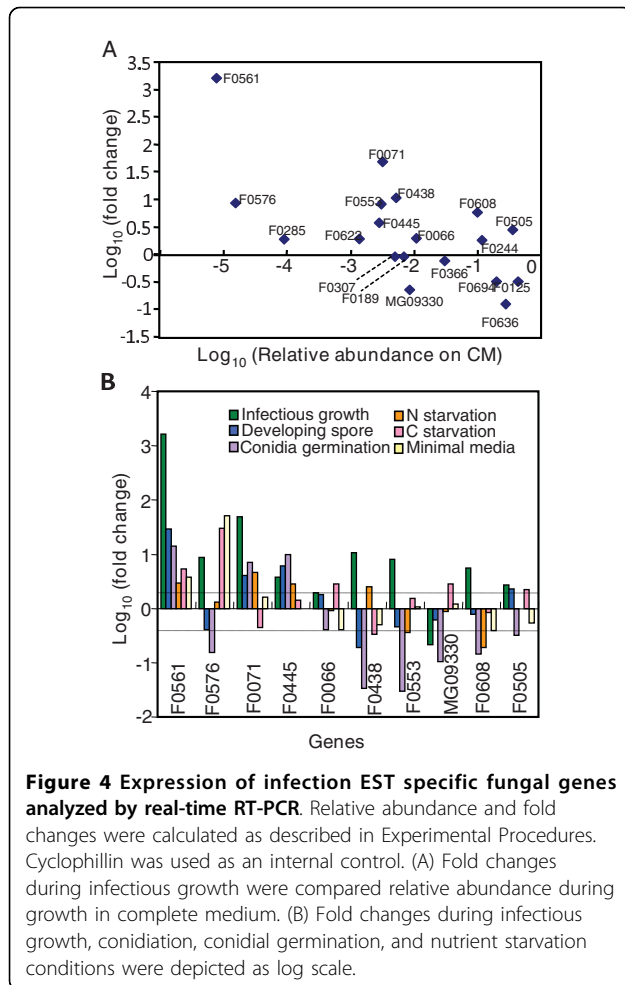 A
3.5
3
2.5
2
1.5
1
0.5
0
-0.5
-1
-1.5
Log10 (fold change)
F0561
F0071
F0576
F0553
F0438
F0608
F0445
F0505
F0285
F0623
F0066
F0244
-5 -4 -3 -2 -1 0
F0307
F0366
F0189
MG09330
F0694
F0125
F0636
Log10 (Relative abundance on CM)
B
4
3
2
1
0
-1
-2
Log10 (fold change)
Infectious growth
Developing spore
Conidia germination
N starvation
C starvation
Minimal media
F0561
F0576
F0071
F0445
F0066
F0438
F0553
MG09330
F0608
F0505
Genes
Figure 4 Expression of infection EST specific fungal genes
analyzed by real-time RT-PCR. Relative abundance and fold
changes were calculated as described in Experimental Procedures.
Cyclophillin was used as an internal control. (A) Fold changes
during infectious growth were compared relative abundance during
growth in complete medium. (B) Fold changes during infectious
growth, conidiation, conidial germination, and nutrient starvation
conditions were depicted as log scale.